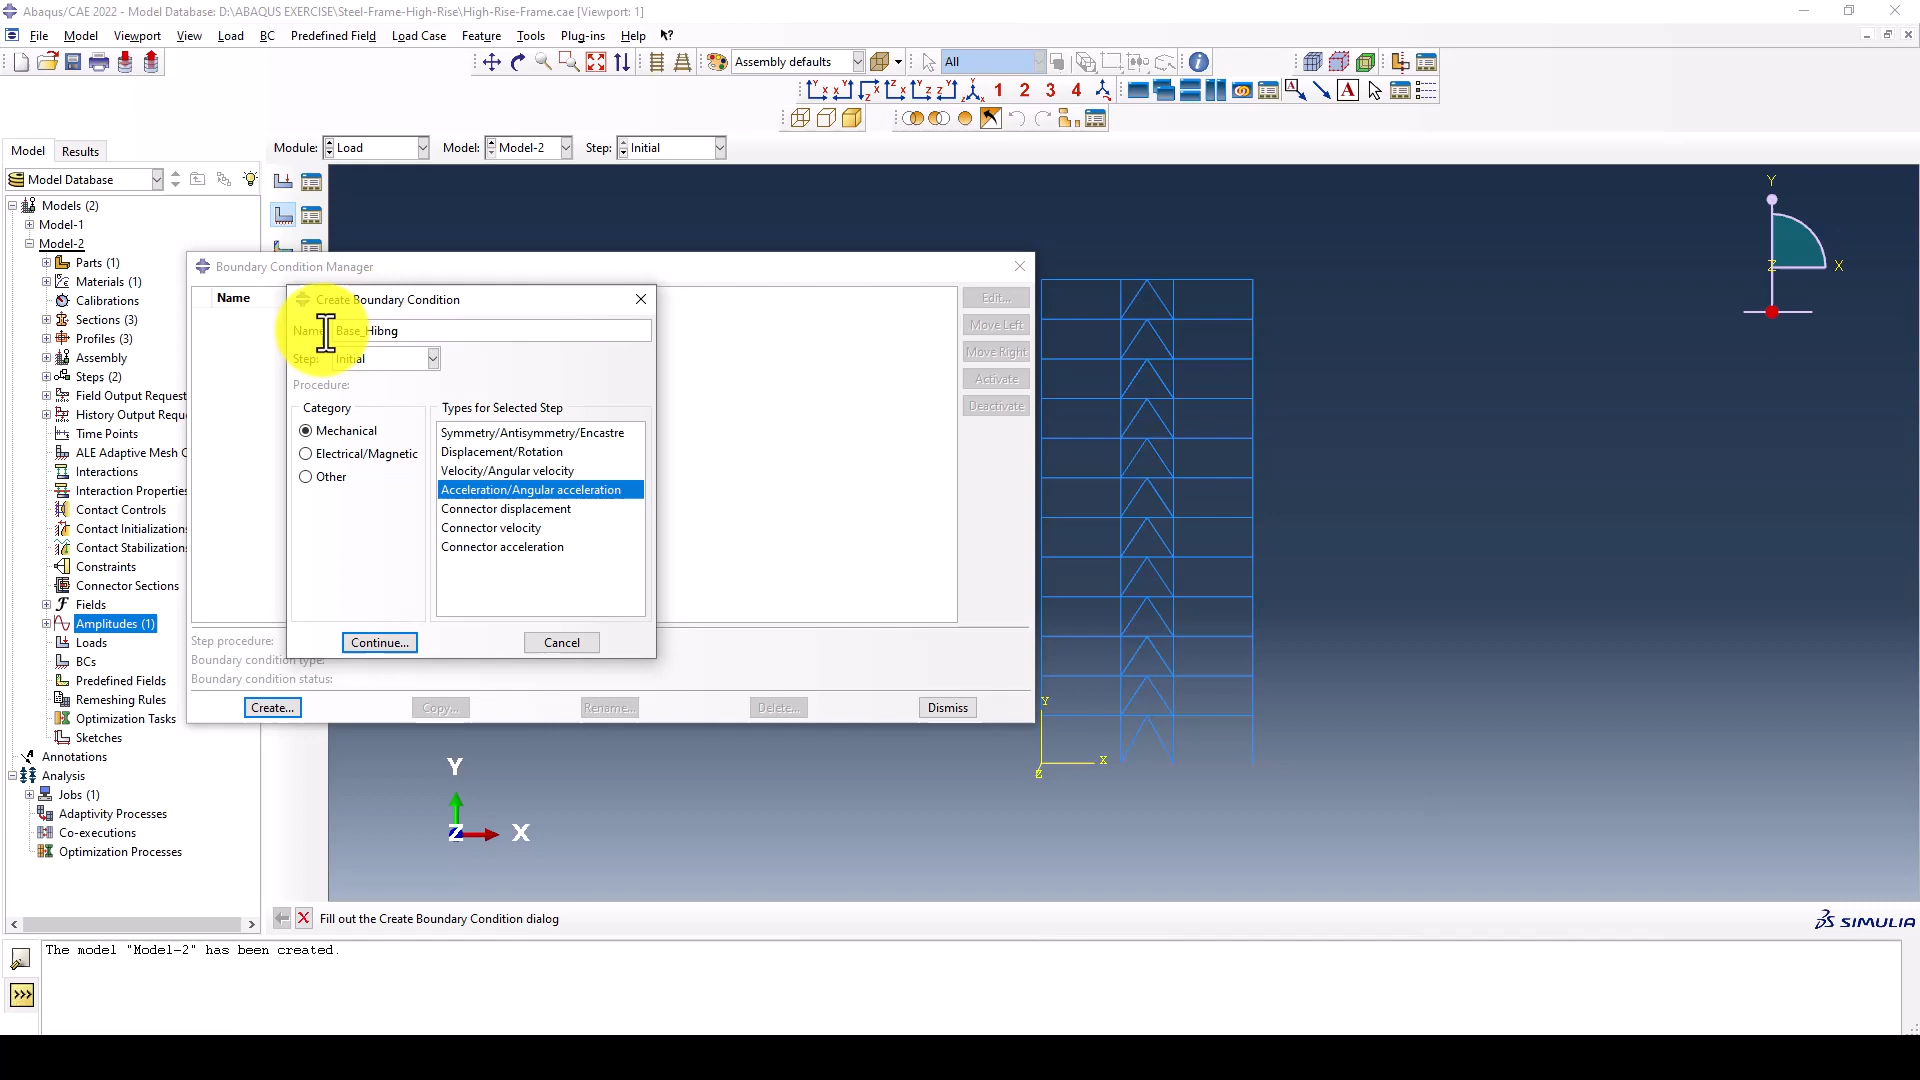 Abaqus/CAE 2022 - Model Database: D:\ABAQUS EXERCISE\Steel-Frame-High-Rise\High-Rise-Frame.cae [Viewport: 1]
File Model Viewport View Load BC Predefined Field Load Case Feature Tools Plug-ins Help
Assembly defaults All
1 2 3 4 A
Model Results Module: Load Model: Model-2 Step: Initial
Model Database
Models (2)
Model-1
Model-2
Parts (1)
Materials (1)
Calibrations
Sections (3)
Profiles (3)
Assembly
Steps (2)
Field Output Request
History Output Requ
Time Points
ALE Adaptive Mesh C
Interactions
Interaction Properties
Contact Controls
Contact Initializations
Contact Stabilizations
Constraints
Connector Sections
Fields
Amplitudes (1)
Loads
BCs
Predefined Fields
Remeshing Rules
Optimization Tasks
Sketches
Annotations
Analysis
Jobs (1)
Adaptivity Processes
Co-executions
Optimization Processes
Boundary Condition Manager
Name
Edit...
Move Left
Move Right
Activate
Deactivate
Step procedure:
Boundary condition type:
Boundary condition status:
Create... Copy... Rename... Delete... Dismiss
Create Boundary Condition
Name: Base_Hibng
Step: Initial
Procedure:
Category
Mechanical
Electrical/Magnetic
Other
Types for Selected Step
Symmetry/Antisymmetry/Encastre
Displacement/Rotation
Velocity/Angular velocity
Acceleration/Angular acceleration
Connector displacement
Connector velocity
Connector acceleration
Continue... Cancel
Y
Z X
Y
X
Z
Y
Z X
Fill out the Create Boundary Condition dialog
SIMULIA
The model "Model-2" has been created.
>>>